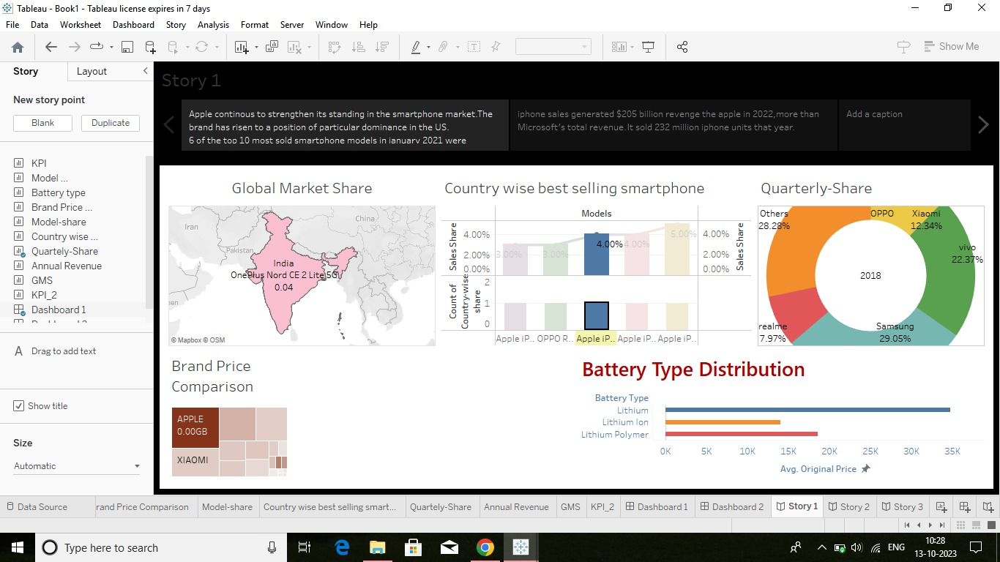 Tableau - Book1 - Tableau license expires in 7 days
File Data Worksheet Dashboard Story Analysis Format Server Window Help
Show Me
Story Layout
New story point
Blank Duplicate
KPI
Model ...
Battery type
Brand Price ...
Model-share
Country wise ...
Quartely-Share
Annual Revenue
GMS
KPI_2
Dashboard 1
Drag to add text
Show title
Size
Automatic
Story 1
Apple continous to strengthen its standing in the smartphone market.The
brand has risen to a position of particular dominance in the US.
6 of the top 10 most sold smartphone models in january 2021 were
iphone sales generated $205 billion revenge the apple in 2022,more than
Microsoft's total revenue.It sold 232 million iphone units that year.
Add a caption
Global Market Share
Iran
China
Pakistan
India
OnePlus Nord CE 2 Lite 5G
0.04
© Mapbox © OSM
Country wise best selling smartphone
Models
Sales Share
4.00%
2.00%
0.00%
3.00% 3.00% 4.00% 4.00% 5.00%
4.00%
2.00%
0.00%
Sales Share
Count of
Country-wise
share
2
1
0
Apple iP.. OPPO R... Apple iP.. Apple iP.. Apple iP..
Quarterly-Share
Others
28.28%
OPPO
Xiaomi
12.34%
vivo
22.37%
2018
realme
7.97%
Samsung
29.05%
Brand Price
Comparison
APPLE
0.00GB
XIAOMI
Battery Type Distribution
Battery Type
Lithium
Lithium Ion
Lithium Polymer
0K 5K 10K 15K 20K 25K 30K 35K
Avg. Original Price
Data Source rand Price Comparison Model-share Country wise best selling smart... Quartely-Share Annual Revenue GMS KPI_2 Dashboard 1 Dashboard 2 Story 1 Story 2 Story 3
Type here to search
ENG
10:28
13-10-2023